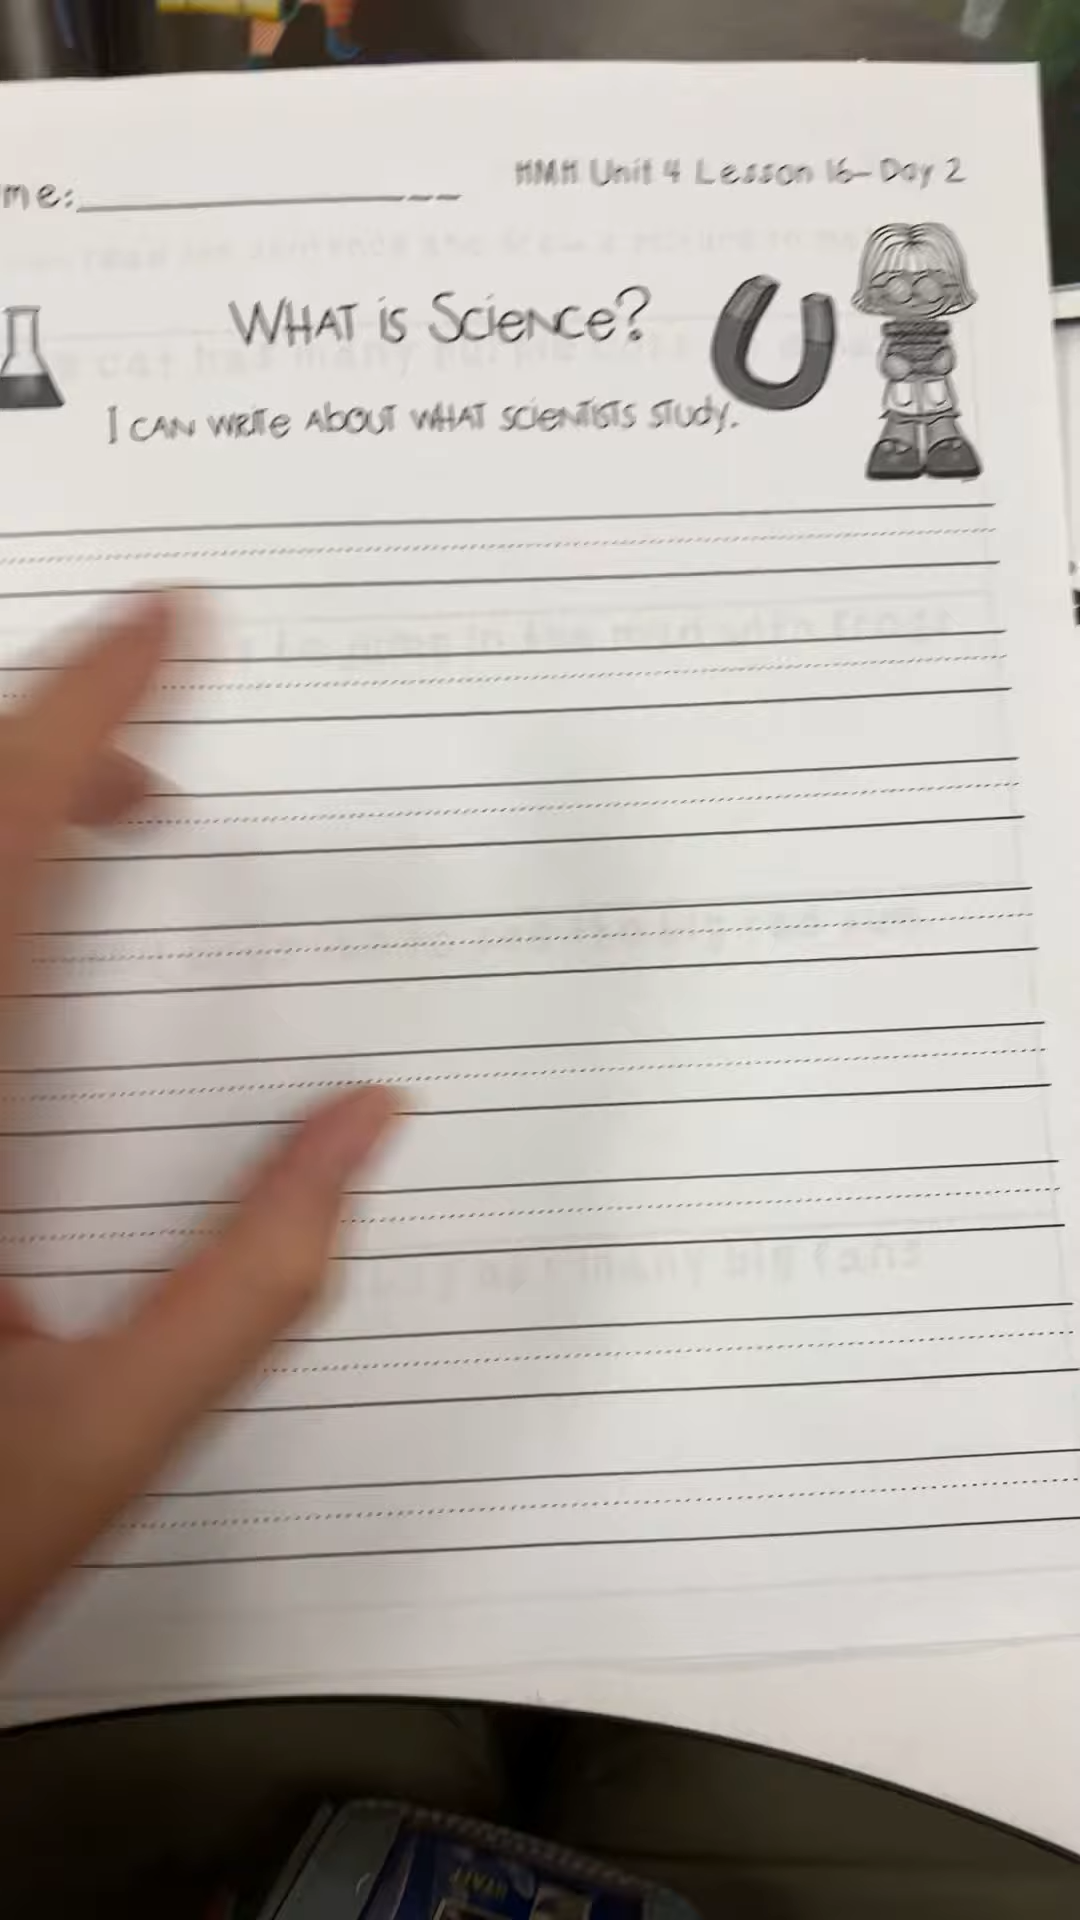 me:
HMH Unit 4 Lesson 16- Day 2
WHAT iS SCiENCE?
I CAN WRITe ABOUT WHAT SCIENTISTS STUDY.